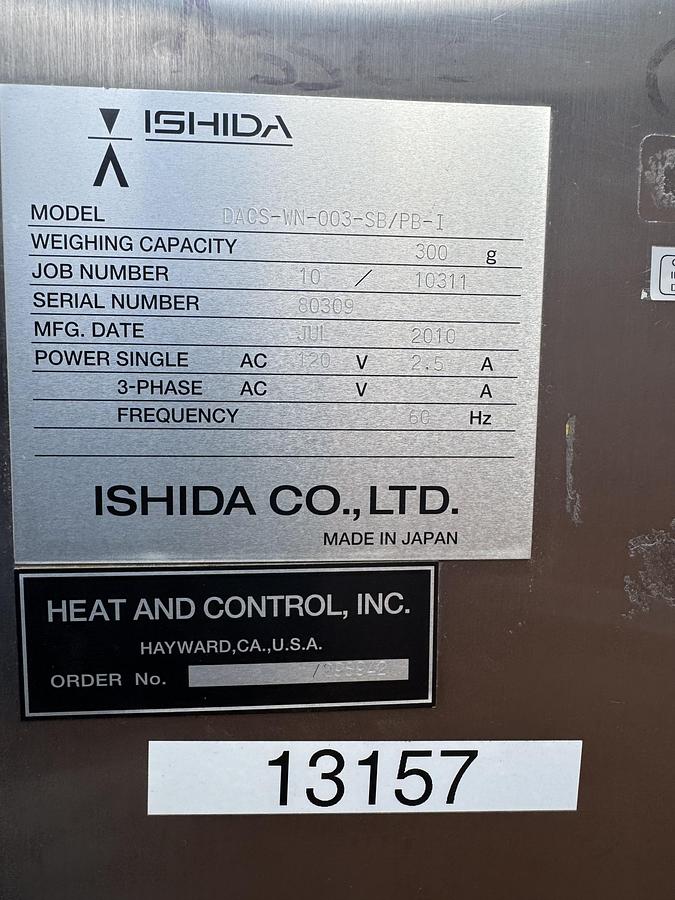 ISHIDA
MODEL DACS-WN-003-SB/PB-I
WEIGHING CAPACITY 300 g
JOB NUMBER 10 / 10311
SERIAL NUMBER 80309
MFG. DATE JUL 2010
POWER SINGLE AC 120 V 2.5 A
3-PHASE AC V A
FREQUENCY 60 Hz
ISHIDA CO.,LTD.
MADE IN JAPAN
HEAT AND CONTROL, INC.
HAYWARD,CA.,U.S.A.
ORDER No.
13157